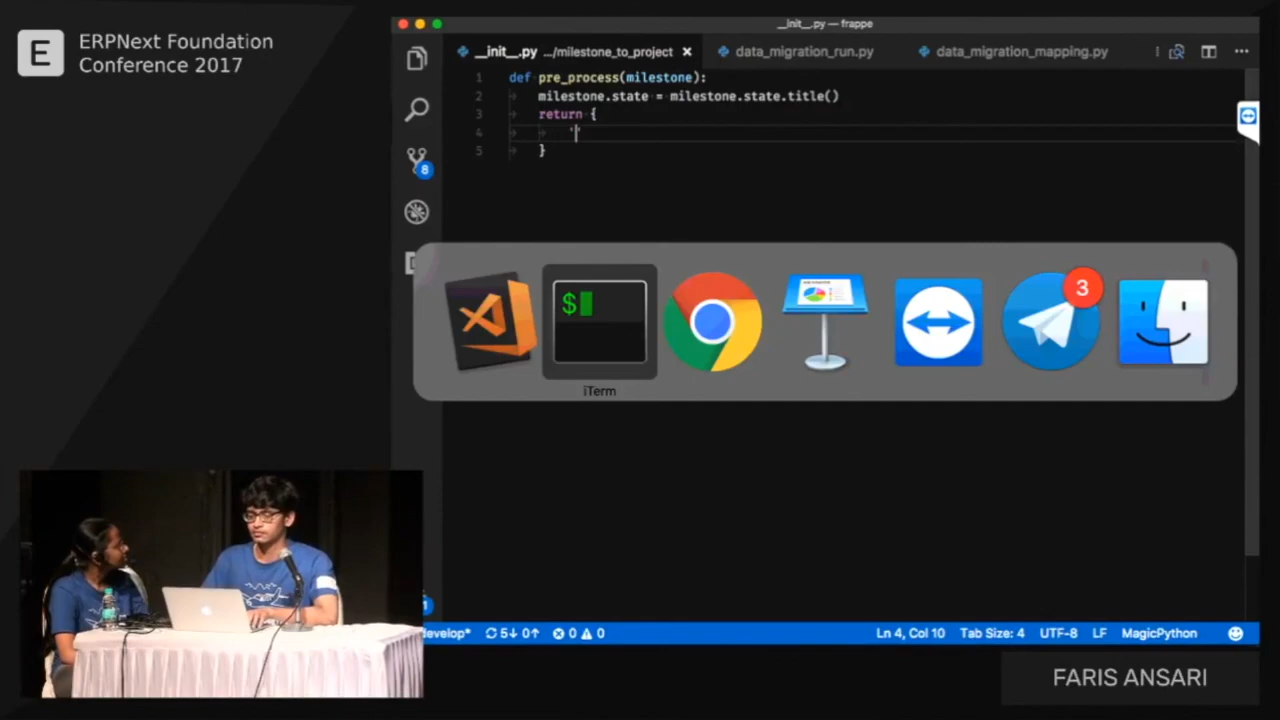 E
ERPNext Foundation
Conference 2017
__init__.py — frappe
__init__.py .../milestone_to_project
data_migration_run.py
data_migration_mapping.py
1 def pre_process(milestone):
2 milestone.state = milestone.state.title()
3 return {
4 ''
5 }
8
$
3
iTerm
1
evelop* 5↓ 0↑ 0 0
Ln 4, Col 10 Tab Size: 4 UTF-8 LF MagicPython
FARIS ANSARI